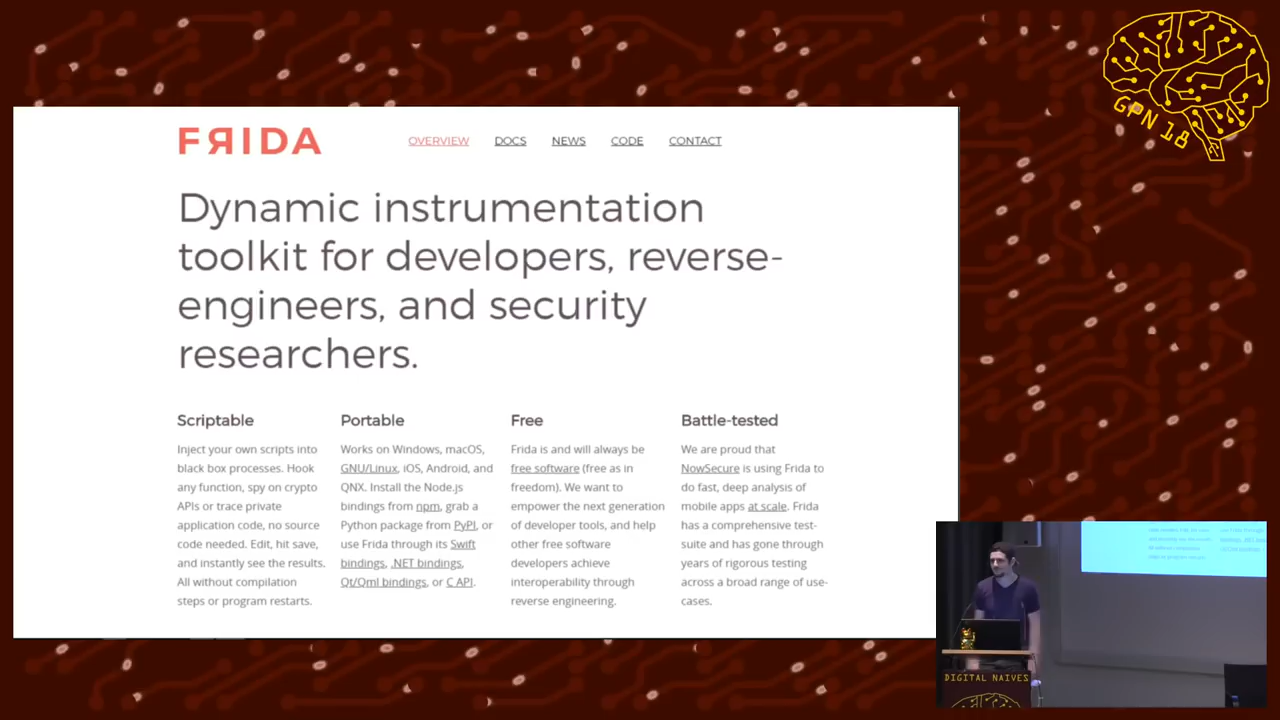 GPN 18
FRIDA
OVERVIEW DOCS NEWS CODE CONTACT
Dynamic instrumentation
toolkit for developers, reverse-
engineers, and security
researchers.
Scriptable
Inject your own scripts into
black box processes. Hook
any function, spy on crypto
APIs or trace private
application code, no source
code needed. Edit, hit save,
and instantly see the results.
All without compilation
steps or program restarts.
Portable
Works on Windows, macOS,
GNU/Linux, iOS, Android, and
QNX. Install the Node.js
bindings from npm, grab a
Python package from PyPI, or
use Frida through its Swift
bindings, .NET bindings,
Qt/Qml bindings, or C API.
Free
Frida is and will always be
free software (free as in
freedom). We want to
empower the next generation
of developer tools, and help
other free software
developers achieve
interoperability through
reverse engineering.
Battle-tested
We are proud that
NowSecure is using Frida to
do fast, deep analysis of
mobile apps at scale. Frida
has a comprehensive test-
suite and has gone through
years of rigorous testing
across a broad range of use-
cases.
DIGITAL NAIVES